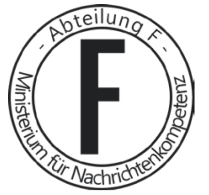 - Abteilung F -
F
Ministerium für Nachrichtenkompetenz